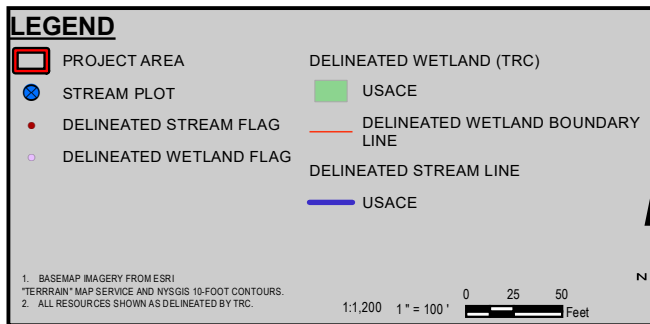 LEGEND
PROJECT AREA
STREAM PLOT
DELINEATED STREAM FLAG
DELINEATED WETLAND FLAG
DELINEATED WETLAND (TRC)
USACE
DELINEATED WETLAND BOUNDARY
LINE
DELINEATED STREAM LINE
USACE
1. BASEMAP IMAGERY FROM ESRI
"TERRRAIN" MAP SERVICE AND NYSGIS 10-FOOT CONTOURS.
2. ALL RESOURCES SHOWN AS DELINEATED BY TRC.
1:1,200 1 " = 100 '
0 25 50
Feet
N